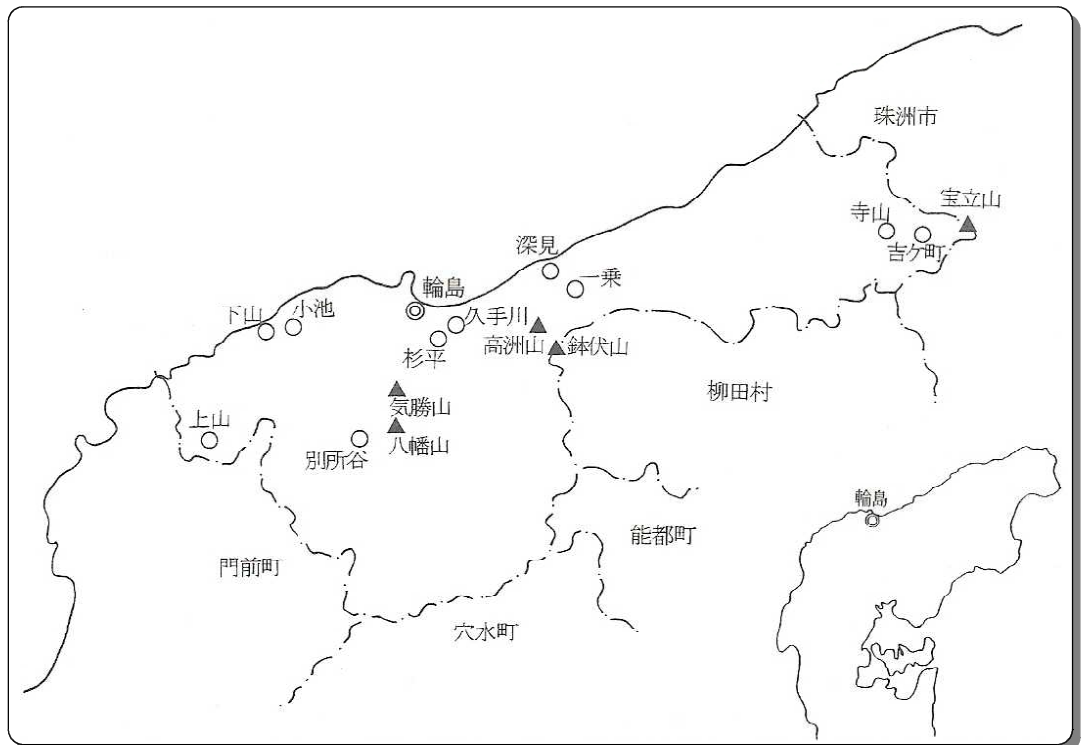 珠洲市
宝立山
寺山
吉ケ町
深見
一乗
輪島
久手川
下山
小池
杉平
高洲山
鉢伏山
気勝山
柳田村
上山
八幡山
別所谷
輪島
能都町
門前町
穴水町